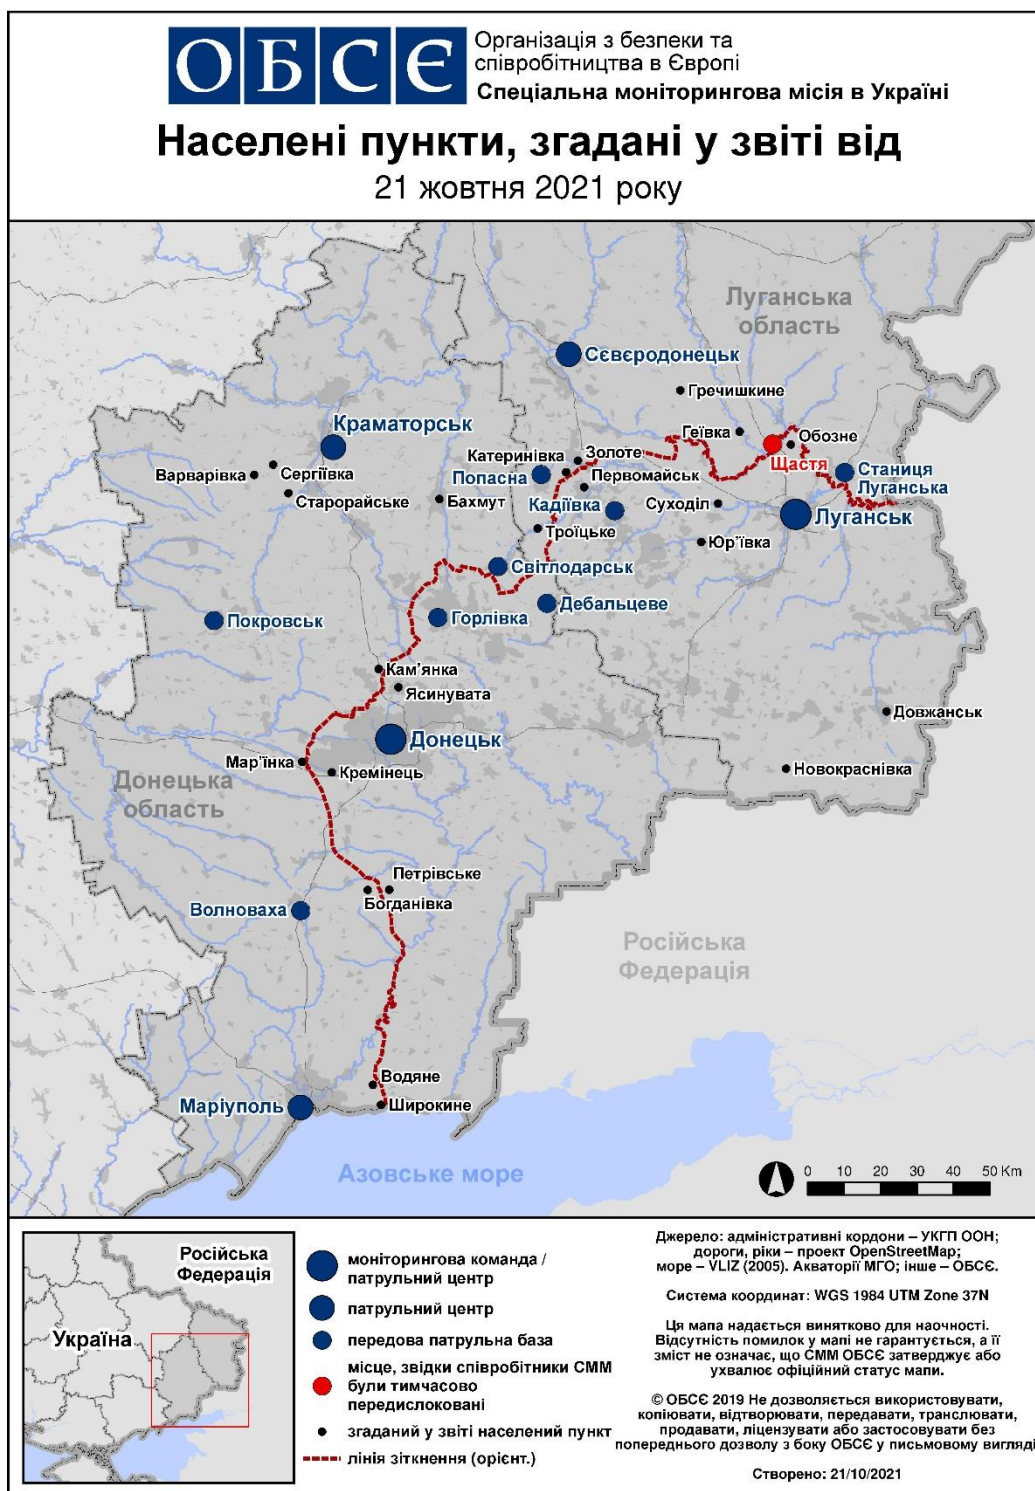 ОБСЄ
Організація з безпеки та
співробітництва в Європі
Спеціальна моніторингова місія в Україні
Населені пункти, згадані у звіті від
21 жовтня 2021 року
Луганська
область
Сєвєродонецьк
Гречишкине
Краматорськ
Геївка
Обозне
Щастя
Катеринівка
Золоте
Варварівка
Сергіївка
Попасна
Первомайськ
Станиця
Луганська
Старорайське
Бахмут
Кадіївка
Суходіл
Луганськ
Троїцьке
Юр'ївка
Світлодарськ
Дебальцеве
Покровськ
Горлівка
Кам'янка
Ясинувата
Довжанськ
Донецьк
Мар'їнка
Кремінець
Новокраснівка
Донецька
область
Петрівське
Богданівка
Волноваха
Російська
Федерація
Водяне
Маріуполь
Широкине
Азовське море
0 10 20 30 40 50 Km
Російська
Федерація
Україна
моніторингова команда /
патрульний центр
патрульний центр
передова патрульна база
місце, звідки співробітники СММ
були тимчасово
передислоковані
згаданий у звіті населений пункт
лінія зіткнення (орієнт.)
Джерело: адміністративні кордони – УКГП ООН;
дороги, ріки – проект OpenStreetMap;
море – VLIZ (2005). Акваторії МГО; інше – ОБСЄ.
Система координат: WGS 1984 UTM Zone 37N
Ця мапа надається винятково для наочності.
Відсутність помилок у мапі не гарантується, а її
зміст не означає, що СММ ОБСЄ затверджує або
ухвалює офіційний статус мапи.
© ОБСЄ 2019 Не дозволяється використовувати,
копіювати, відтворювати, передавати, транслювати,
продавати, ліцензувати або застосовувати без
попереднього дозволу з боку ОБСЄ у письмовому вигляді
Створено: 21/10/2021